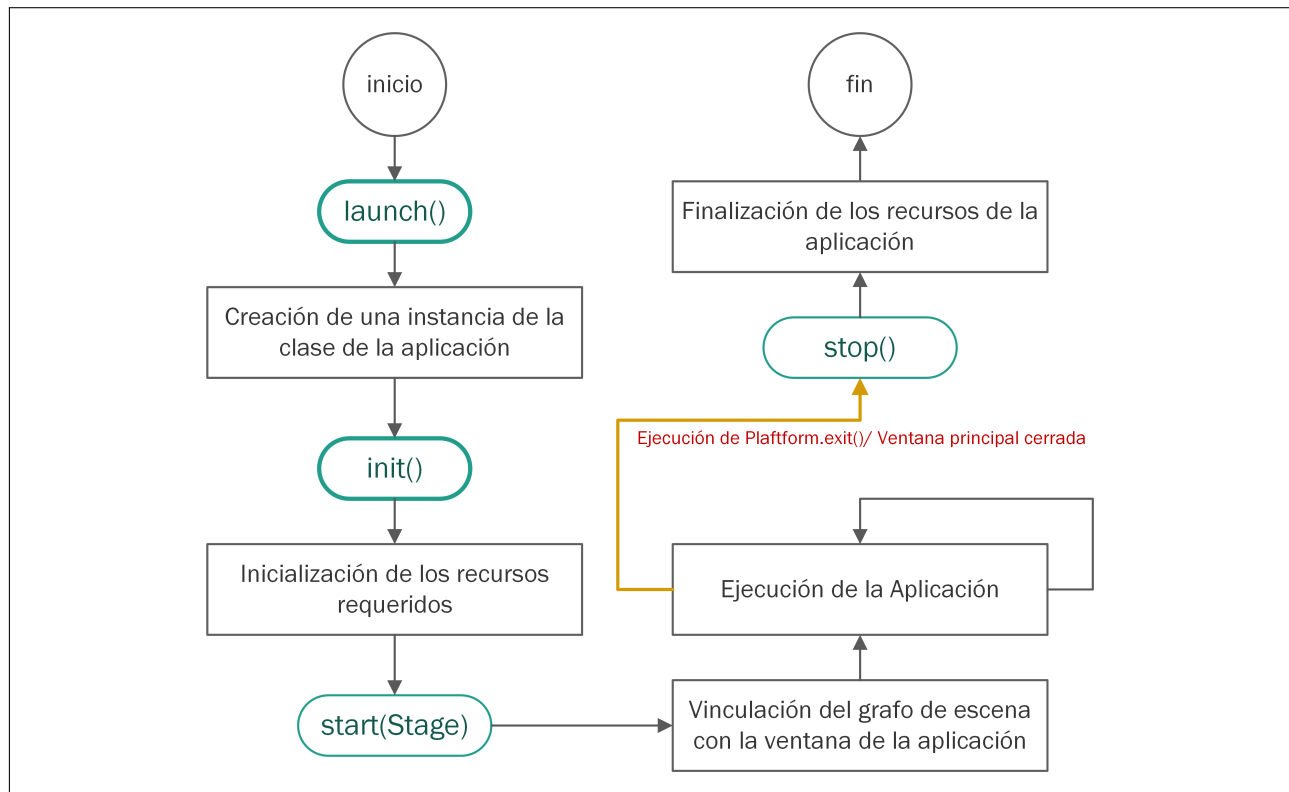 inicio
launch()
Creación de una instancia de la
clase de la aplicación
init()
Inicialización de los recursos
requeridos
start(Stage)
Vinculación del grafo de escena
con la ventana de la aplicación
Ejecución de la Aplicación
Ejecución de Plaftform.exit()/ Ventana principal cerrada
stop()
Finalización de los recursos de la
aplicación
fin